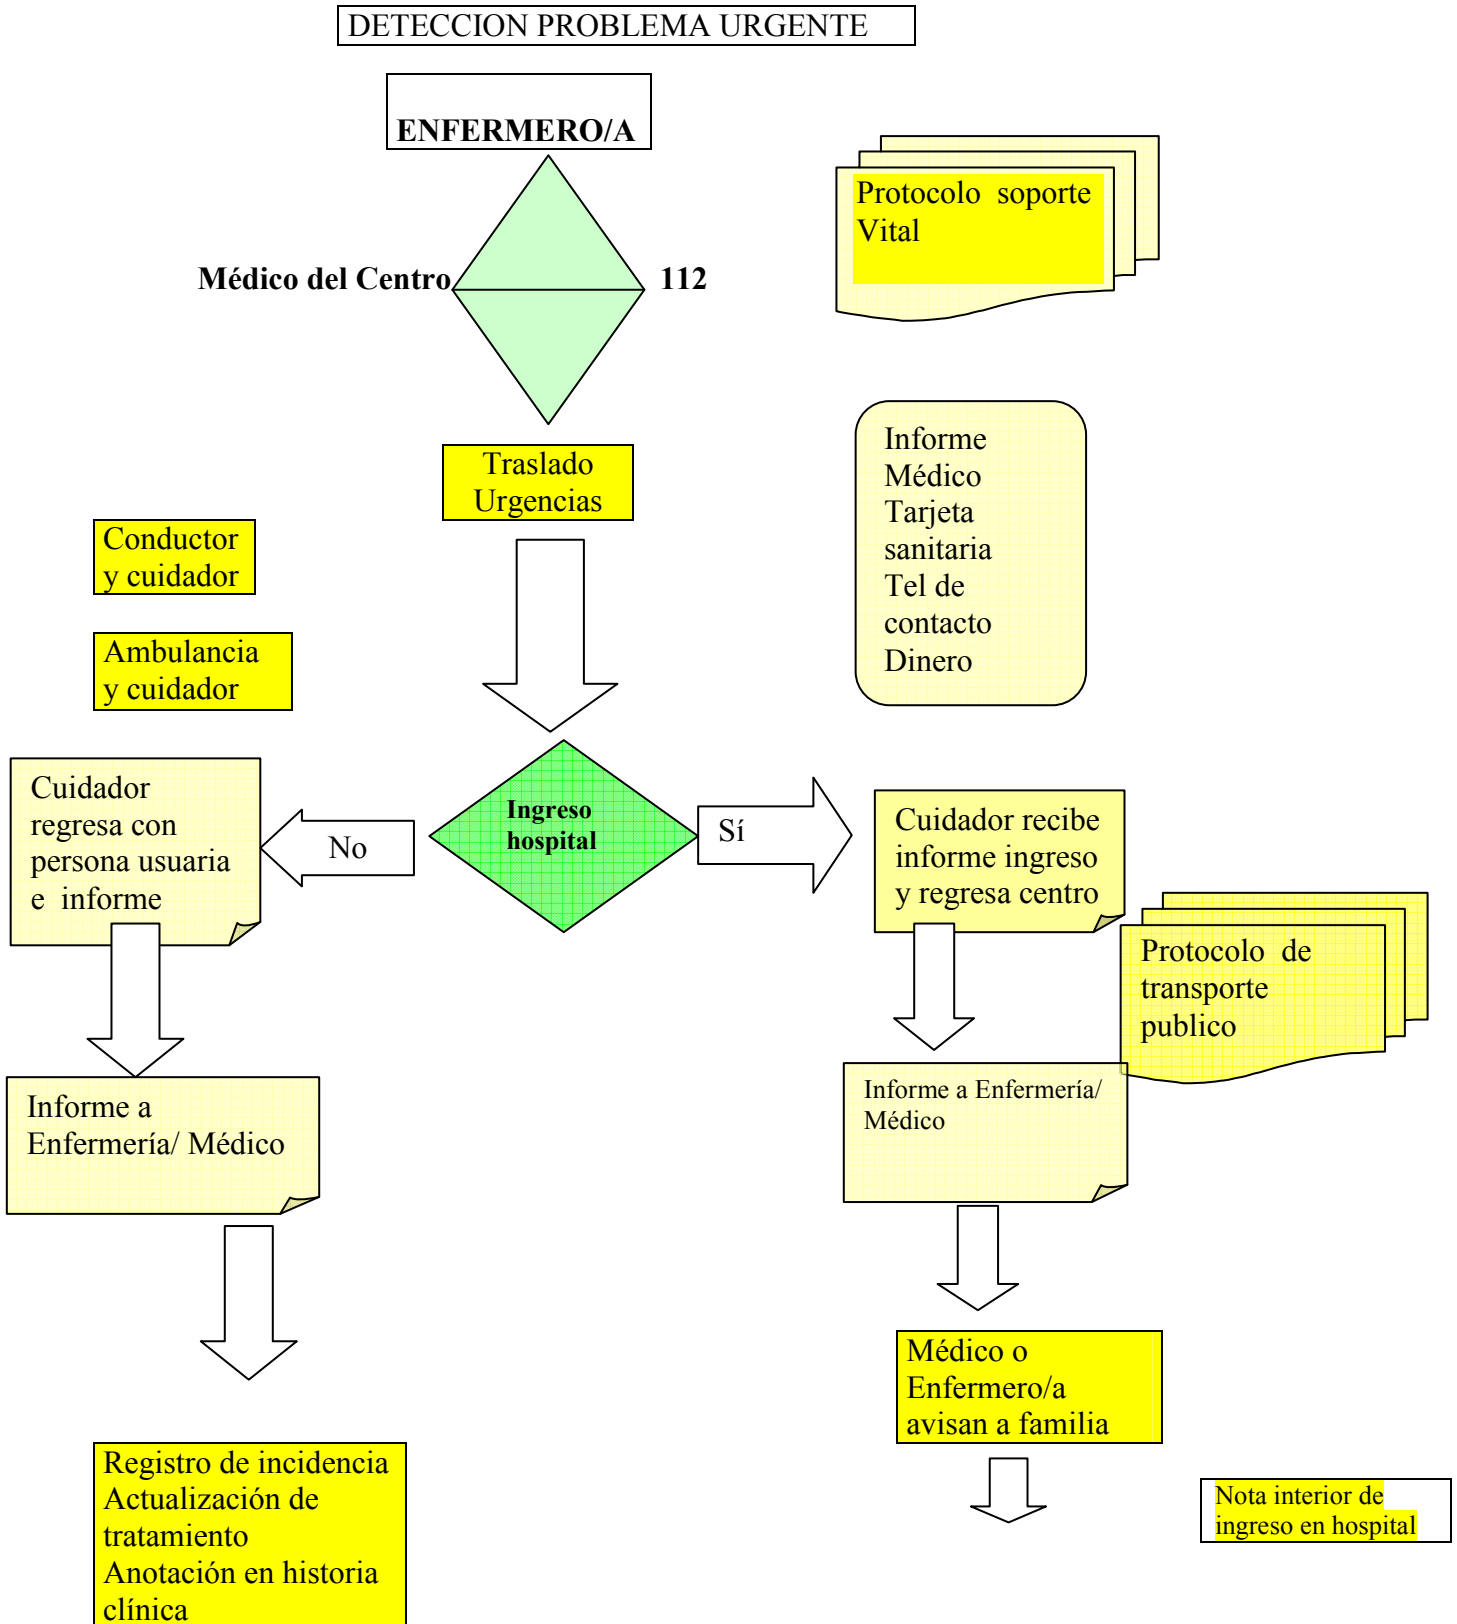 DETECCION PROBLEMA URGENTE
ENFERMERO/A
Protocolo soporte
Vital
Médico del Centro
112
Informe
Médico
Tarjeta
sanitaria
Tel de
contacto
Dinero
Traslado
Urgencias
Conductor
y cuidador
Ambulancia
y cuidador
Cuidador
regresa con
persona usuaria
e informe
No
Ingreso
hospital
Sí
Cuidador recibe
informe ingreso
y regresa centro
Protocolo de
transporte
publico
Informe a
Enfermería/ Médico
Informe a Enfermería/
Médico
Médico o
Enfermero/a
avisan a familia
Registro de incidencia
Actualización de
tratamiento
Anotación en historia
clínica
Nota interior de
ingreso en hospital